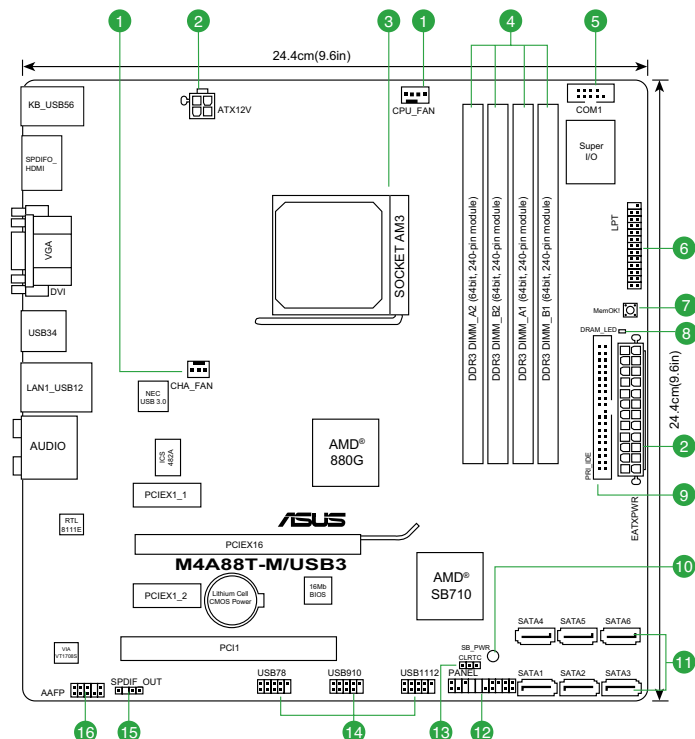 1
2
3
1
4
5
24.4cm(9.6in)
KB_USB56
ATX12V
CPU_FAN
COM1
SPDIFO_
HDMI
Super
I/O
SOCKET AM3
DDR3 DIMM_A2 (64bit, 240-pin module)
DDR3 DIMM_B2 (64bit, 240-pin module)
DDR3 DIMM_A1 (64bit, 240-pin module)
DDR3 DIMM_B1 (64bit, 240-pin module)
LPT
6
VGA
DVI
MemOK!
7
USB34
DRAM_LED
8
24.4cm(9.6in)
LAN1_USB12
CHA_FAN
1
NEC
USB 3.0
AUDIO
ICS
482A
AMD®
880G
PRI_IDE
2
9
EATXPWR
PCIEX1_1
RTL
8111E
ASUS
PCIEX16
M4A88T-M/USB3
PCIEX1_2
Lithium Cell
CMOS Power
16Mb
BIOS
AMD®
SB710
10
SATA4
SATA5
SATA6
VIA
VT1708S
PCI1
SB_PWR
CLRTC
11
AAFP
SPDIF_OUT
USB78
USB910
USB1112
PANEL
SATA1
SATA2
SATA3
16
15
14
13
12